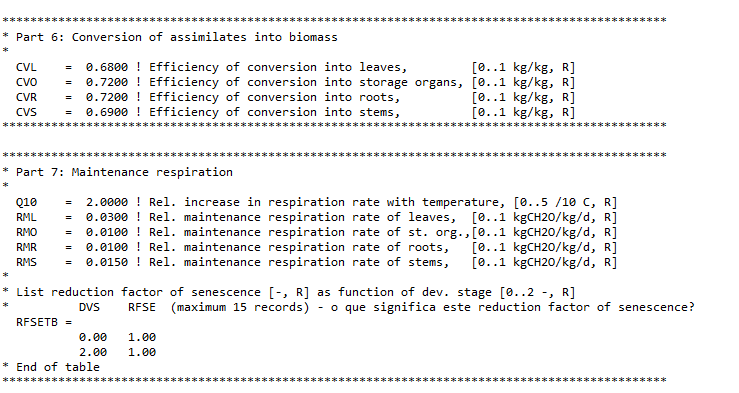 *******************************************************************************************
* Part 6: Conversion of assimilates into biomass
*
  CVL    =  0.6800 ! Efficiency of conversion into leaves,         [0..1 kg/kg, R]
  CVO    =  0.7200 ! Efficiency of conversion into storage organs, [0..1 kg/kg, R]
  CVR    =  0.7200 ! Efficiency of conversion into roots,          [0..1 kg/kg, R]
  CVS    =  0.6900 ! Efficiency of conversion into stems,          [0..1 kg/kg, R]
*******************************************************************************************
*******************************************************************************************
* Part 7: Maintenance respiration
*
  Q10    =  2.0000 ! Rel. increase in respiration rate with temperature, [0..5 /10 C, R]
  RML    =  0.0300 ! Rel. maintenance respiration rate of leaves,  [0..1 kgCH2O/kg/d, R]
  RMO    =  0.0100 ! Rel. maintenance respiration rate of st. org.,[0..1 kgCH2O/kg/d, R]
  RMR    =  0.0100 ! Rel. maintenance respiration rate of roots,   [0..1 kgCH2O/kg/d, R]
  RMS    =  0.0150 ! Rel. maintenance respiration rate of stems,   [0..1 kgCH2O/kg/d, R]
*
* List reduction factor of senescence [-, R] as function of dev. stage [0..2 -, R]
*          DVS    RFSE  (maximum 15 records) - o que significa este reduction factor of senescence?
  RFSETB =
           0.00   1.00
           2.00   1.00
* End of table
*******************************************************************************************